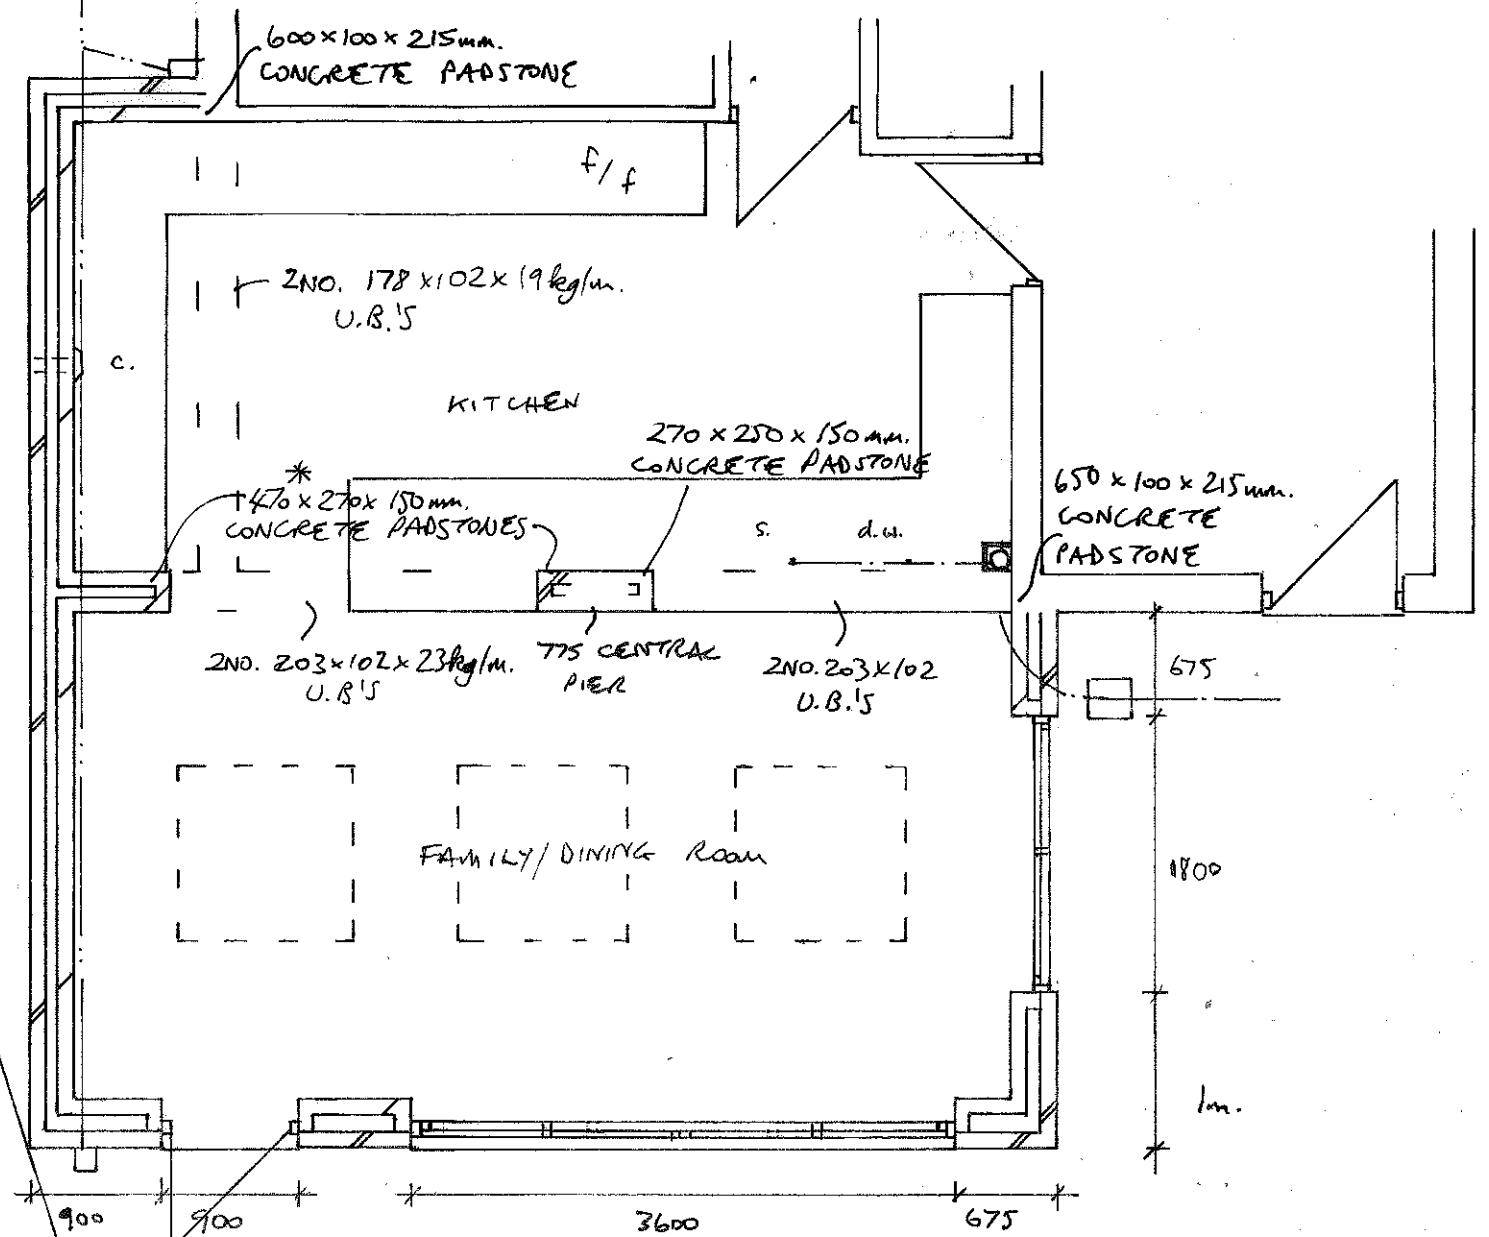 600 × 100 × 215mm.
CONCRETE PADSTONE
f/f
2NO. 178 × 102 × 19kg/m.
U.B.'S
c.
KITCHEN
270 × 250 × 150mm.
CONCRETE PADSTONE
*
470 × 270 × 150mm.
CONCRETE PADSTONES
650 × 100 × 215mm.
CONCRETE
PADSTONE
s.
d.w.
2NO. 203 × 102 × 23kg/m.
U.B'S
775 CENTRAL
PIER
2NO. 203 × 102
U.B.'S
675
FAMILY/DINING ROOM
1800
1m.
900
900
3600
675